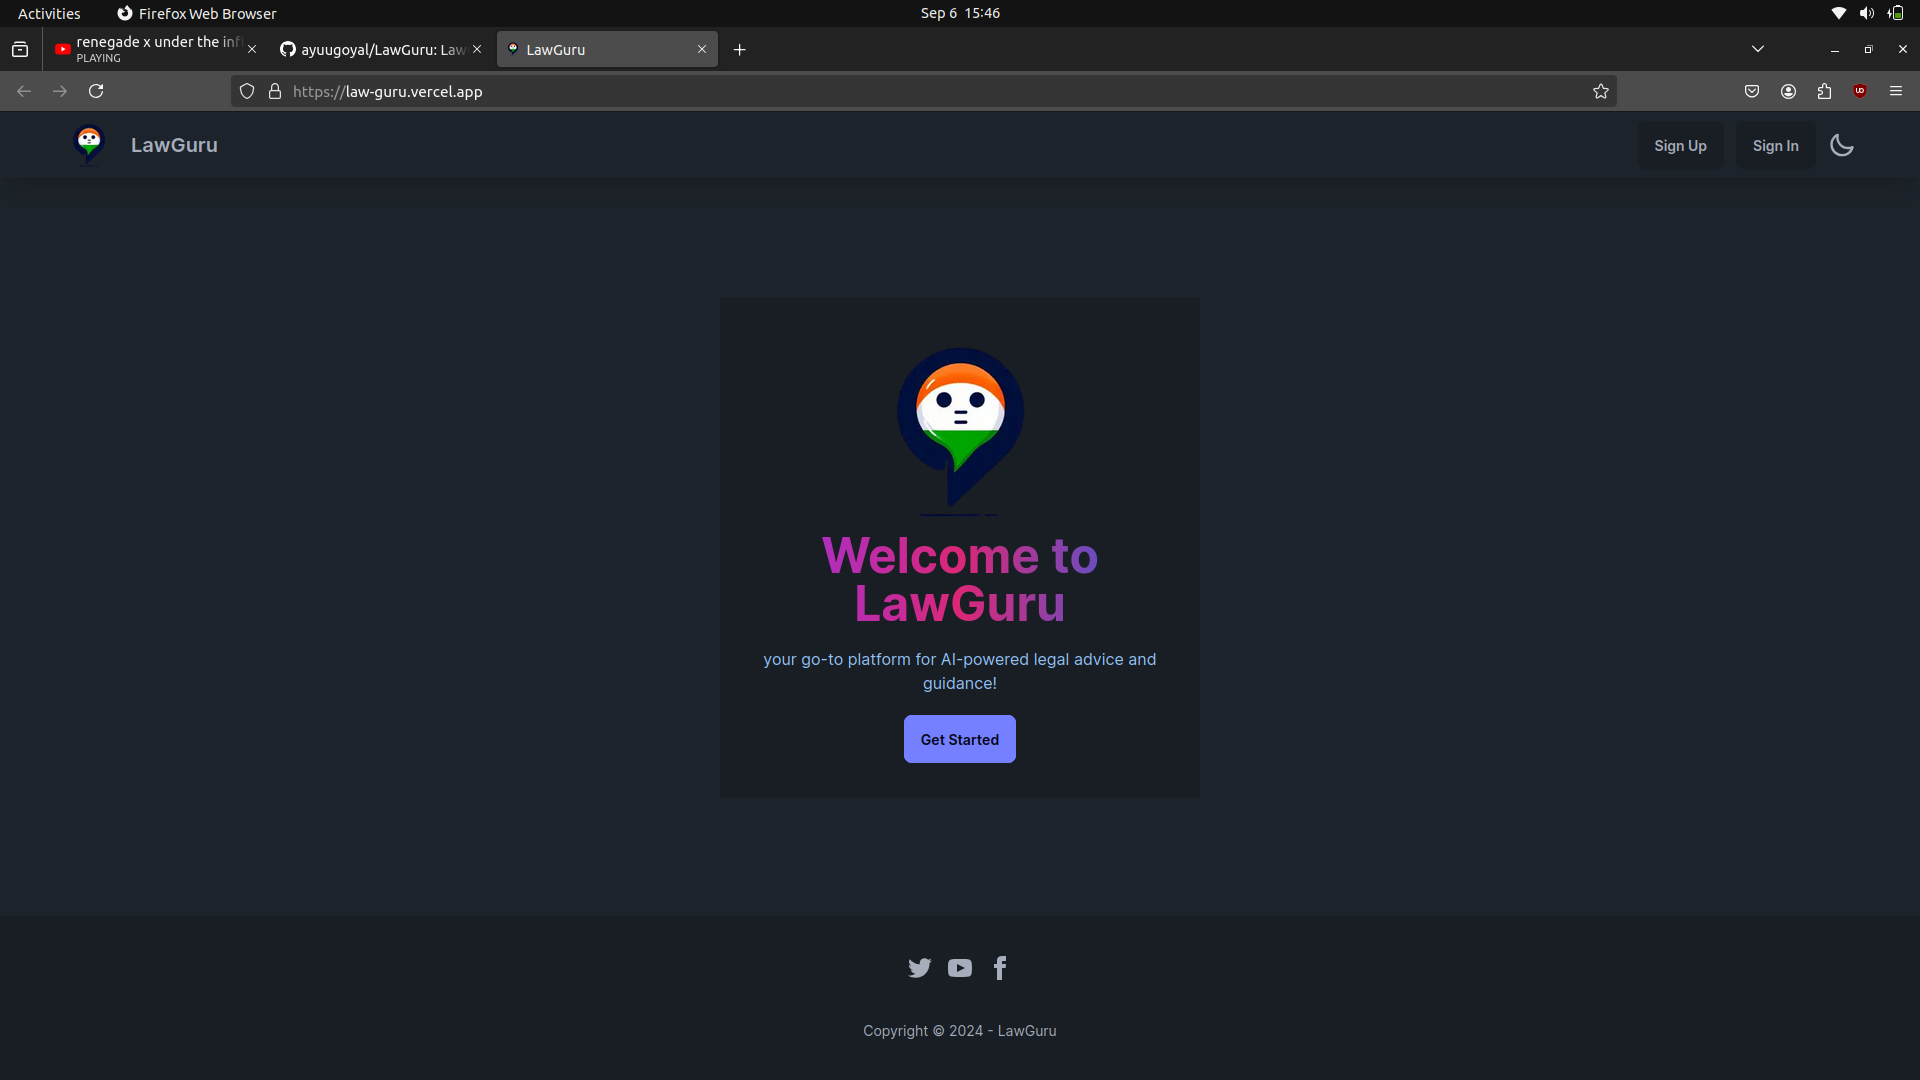 Activities
Firefox Web Browser
Sep 6 15:46
renegade x under the inf
PLAYING
ayuugoyal/LawGuru: Law
LawGuru
https://law-guru.vercel.app
LawGuru
Sign Up
Sign In
Welcome to
LawGuru
your go-to platform for AI-powered legal advice and
guidance!
Get Started
Copyright © 2024 - LawGuru